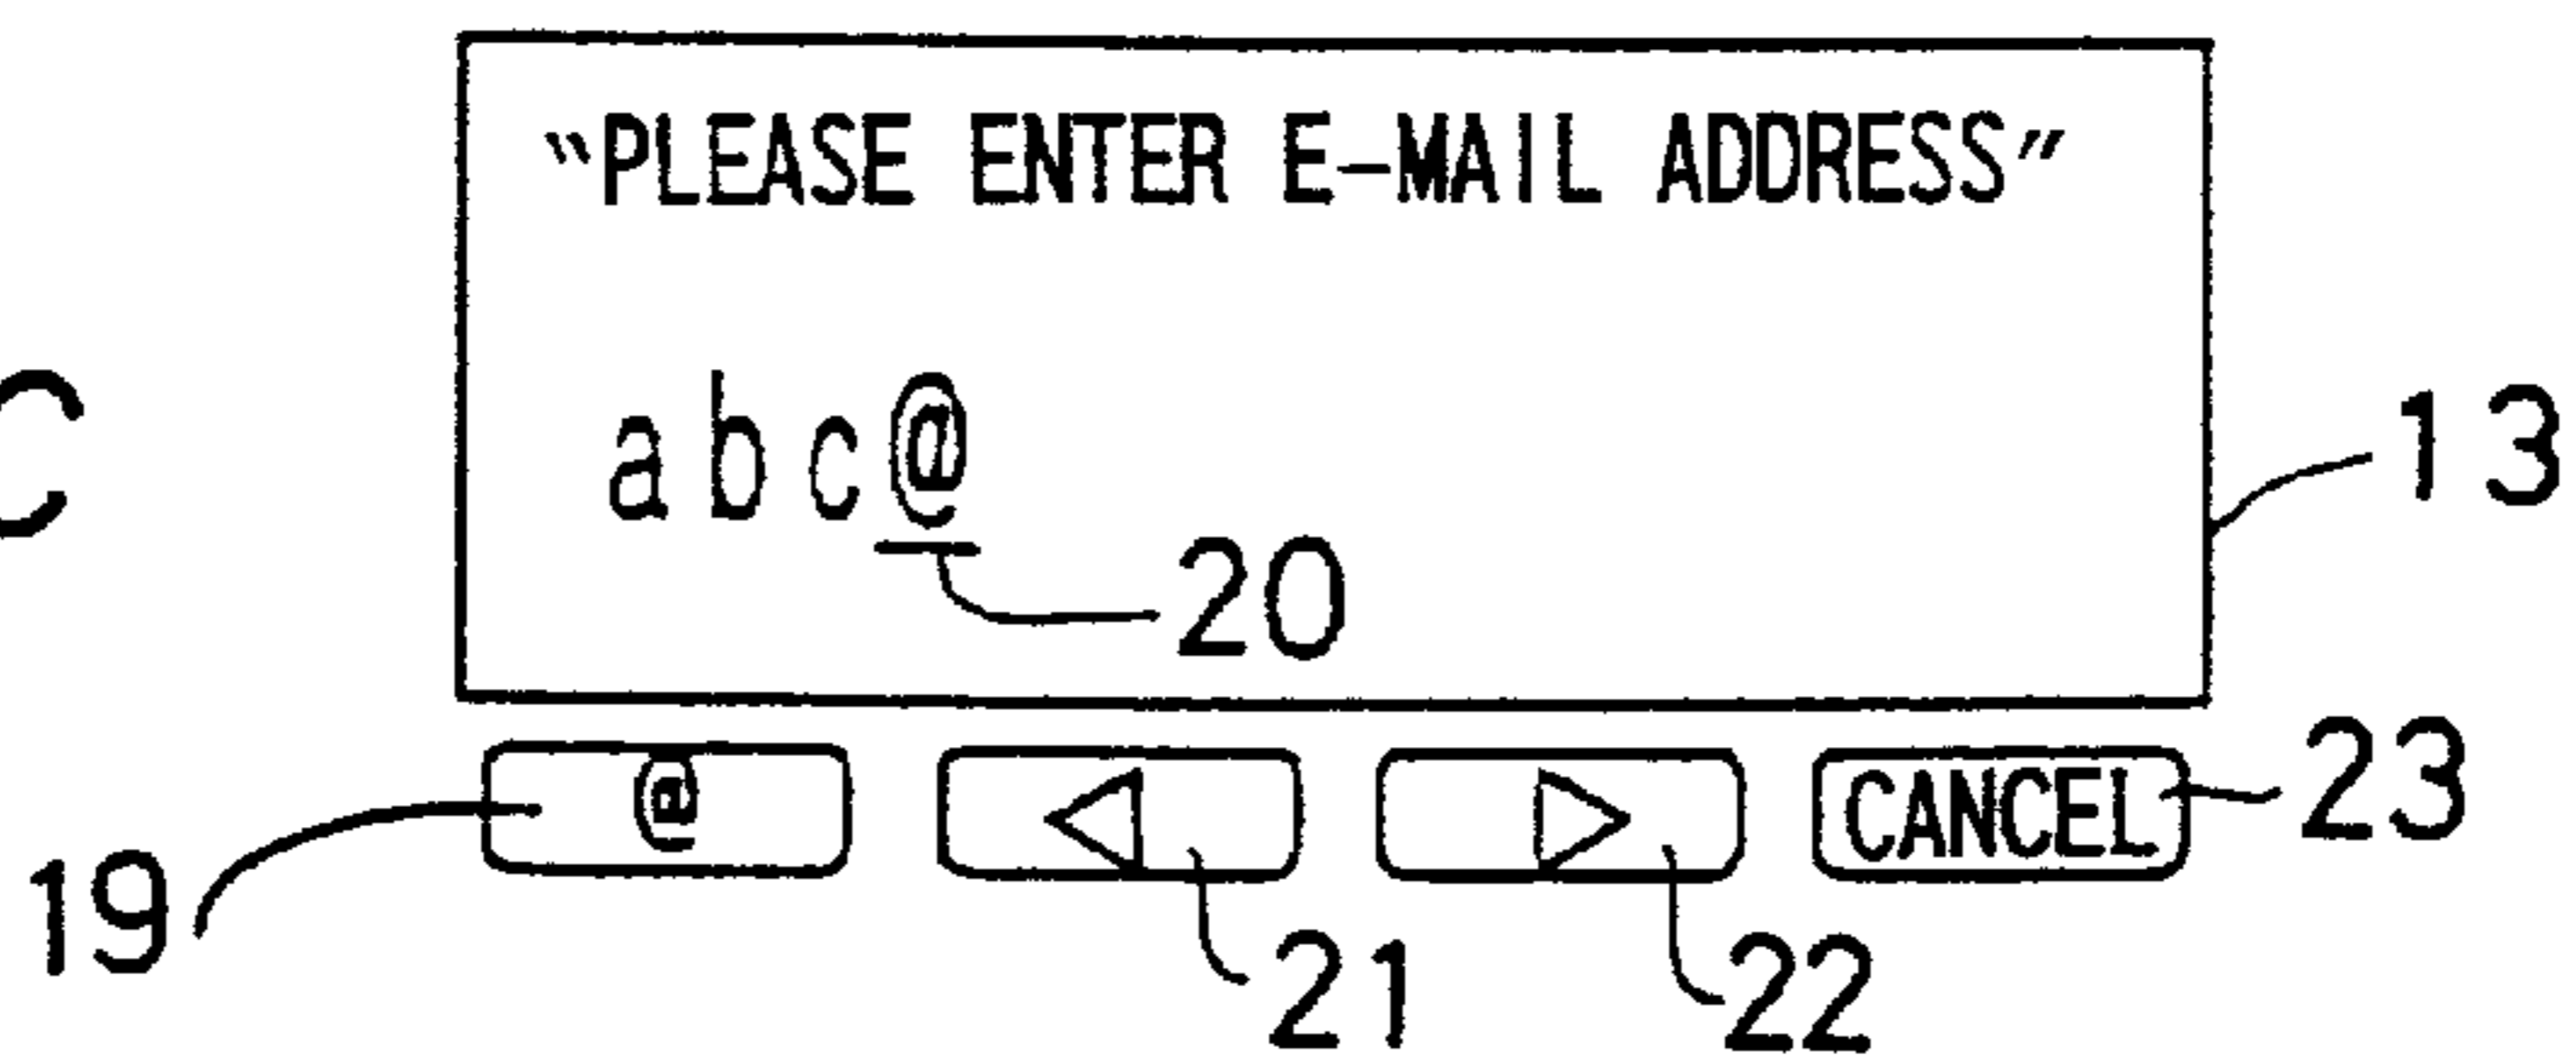 "PLEASE ENTER E-MAIL ADDRESS"
C
abc@
13
20
@ ◁ ▷ CANCEL
23
19
21
22